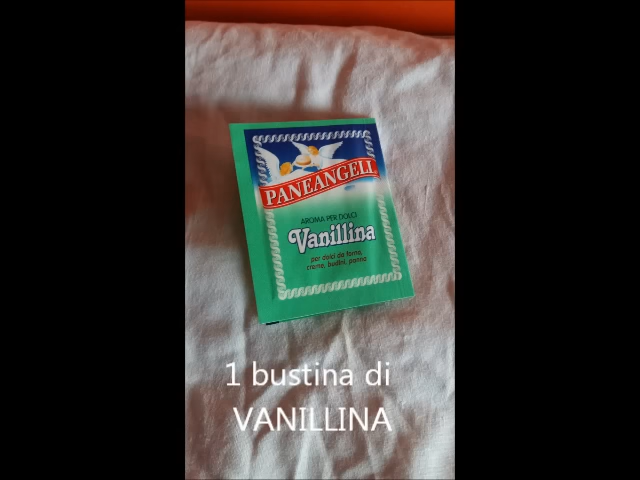 PANEANGELI
AROMA PER DOLCI
Vanillina
per dolci da forno,
creme, budini, panna
1 bustina di
VANILLINA